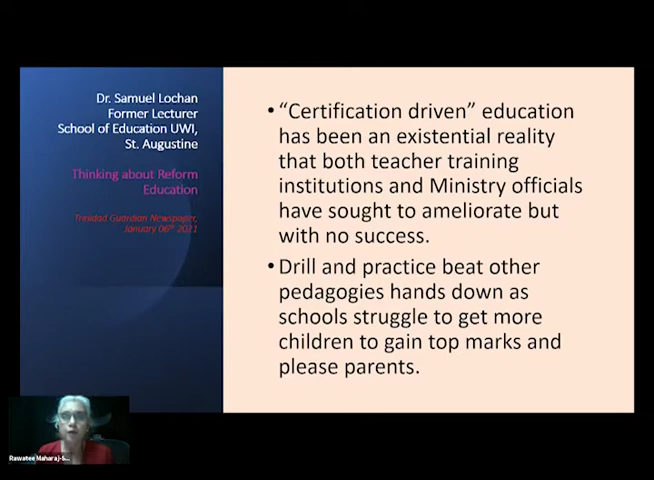 Dr. Samuel Lochan
Former Lecturer
School of Education UWI,
St. Augustine
Thinking about Reform
Education
Trinidad Guardian Newspaper,
January 06th 2021
• “Certification driven” education
has been an existential reality
that both teacher training
institutions and Ministry officials
have sought to ameliorate but
with no success.
• Drill and practice beat other
pedagogies hands down as
schools struggle to get more
children to gain top marks and
please parents.
Rawatee Maharaj-S...